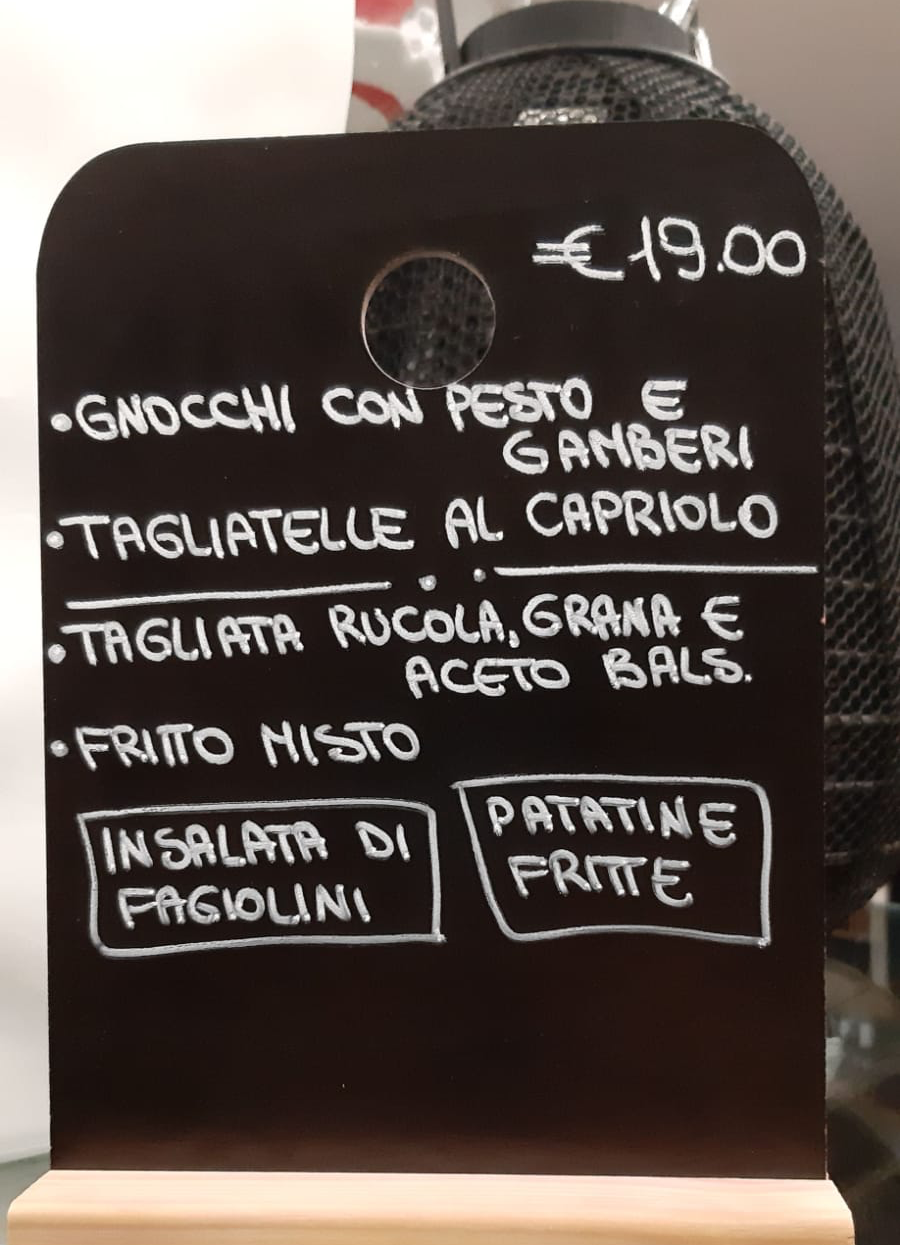 €19.00
•GNOCCHI CON PESTO E
GAMBERI
•TAGLIATELLE AL CAPRIOLO
•TAGLIATA RUCOLA, GRANA E
ACETO BALS.
•FRITTO MISTO
INSALATA DI
FAGIOLINI
PATATINE
FRITTE